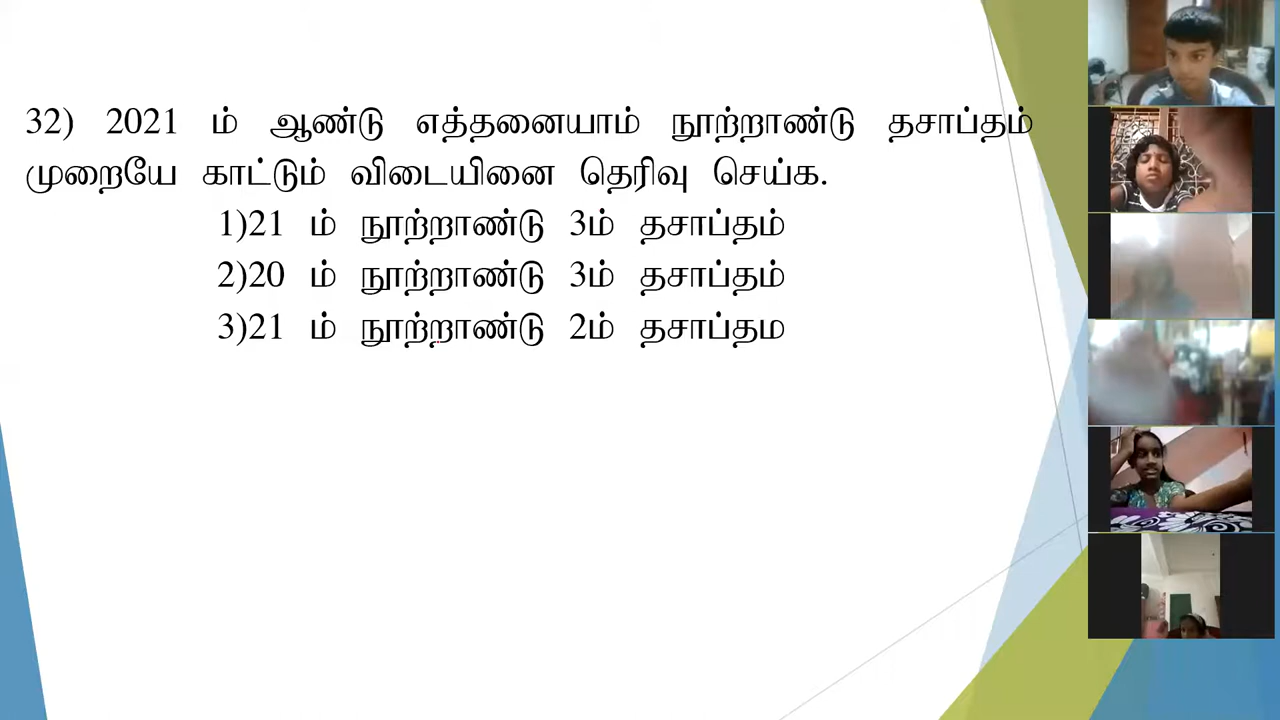 32) 2021 ம் ஆண்டு எத்தனையாம் நூற்றாண்டு தசாப்தம்
முறையே காட்டும் விடையினை தெரிவு செய்க.
1)21 ம் நூற்றாண்டு 3ம் தசாப்தம்
2)20 ம் நூற்றாண்டு 3ம் தசாப்தம்
3)21 ம் நூற்றாண்டு 2ம் தசாப்தம